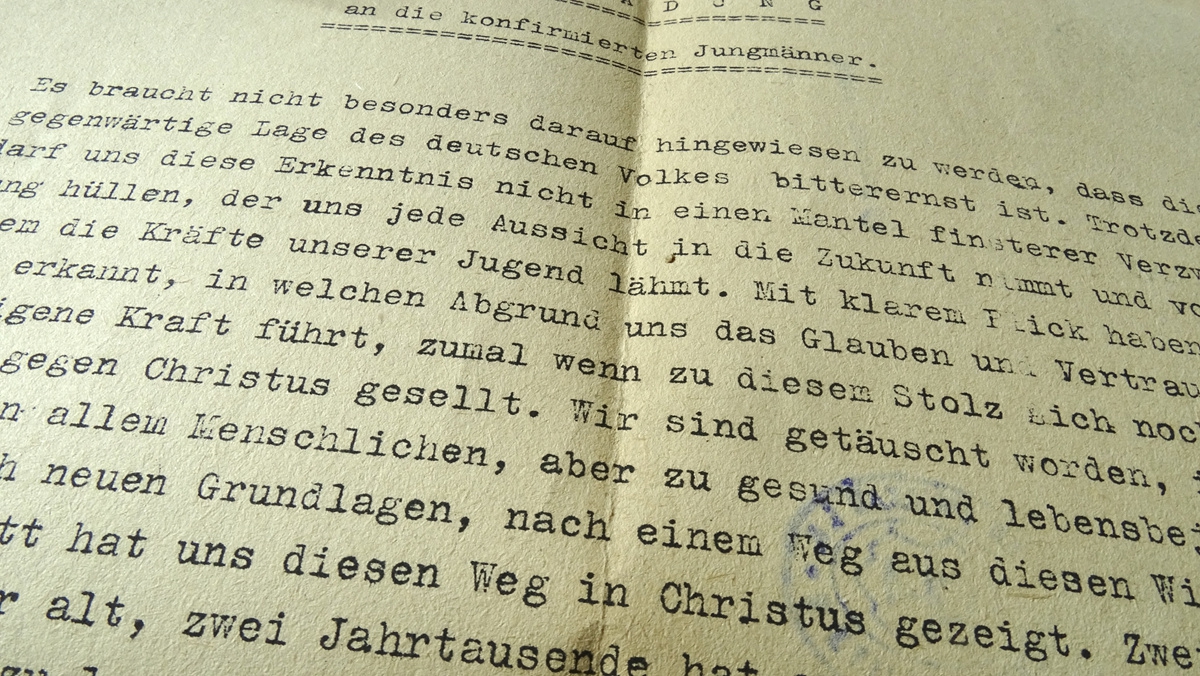 A D U N G
an die konfirmierten Jungmänner.
Es braucht nicht besonders darauf hingewiesen zu werden, dass di
gegenwärtige Lage des deutschen Volkes bitterernst ist. Trotzde
darf uns diese Erkenntnis nicht in einen Mantel finsterer Verzw
ng hüllen, der uns jede Aussicht in die Zukunft nimmt und vo
em die Kräfte unserer Jugend lähmt. Mit klarem Blick haben
erkannt, in welchen Abgrund uns das Glauben und Vertrau
igene Kraft führt, zumal wenn zu diesem Stolz sich noch
gegen Christus gesellt. Wir sind getäuscht worden,
n allem Menschlichen, aber zu gesund und lebensbej
h neuen Grundlagen, nach einem Weg aus diesen Wi
tt hat uns diesen Weg in Christus gezeigt. Zwe
r alt, zwei Jahrtausende hat